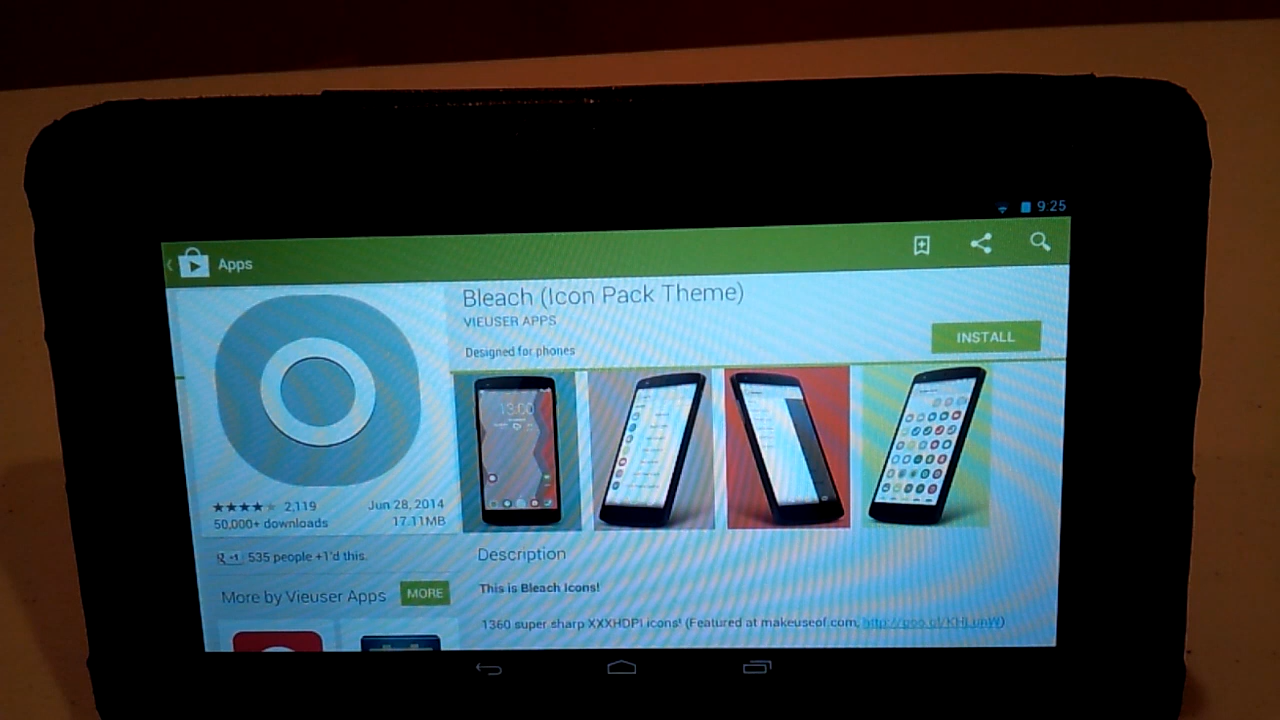 9:25
Apps
Bleach (Icon Pack Theme)
VIEUSER APPS
Designed for phones
INSTALL
13:00
2,119
Jun 28, 2014
50,000+ downloads
17.11MB
+1
535 people +1'd this.
More by Vieuser Apps
MORE
Description
This is Bleach Icons!
1360 super sharp XXXHDPI icons! (Featured at makeuseof.com,